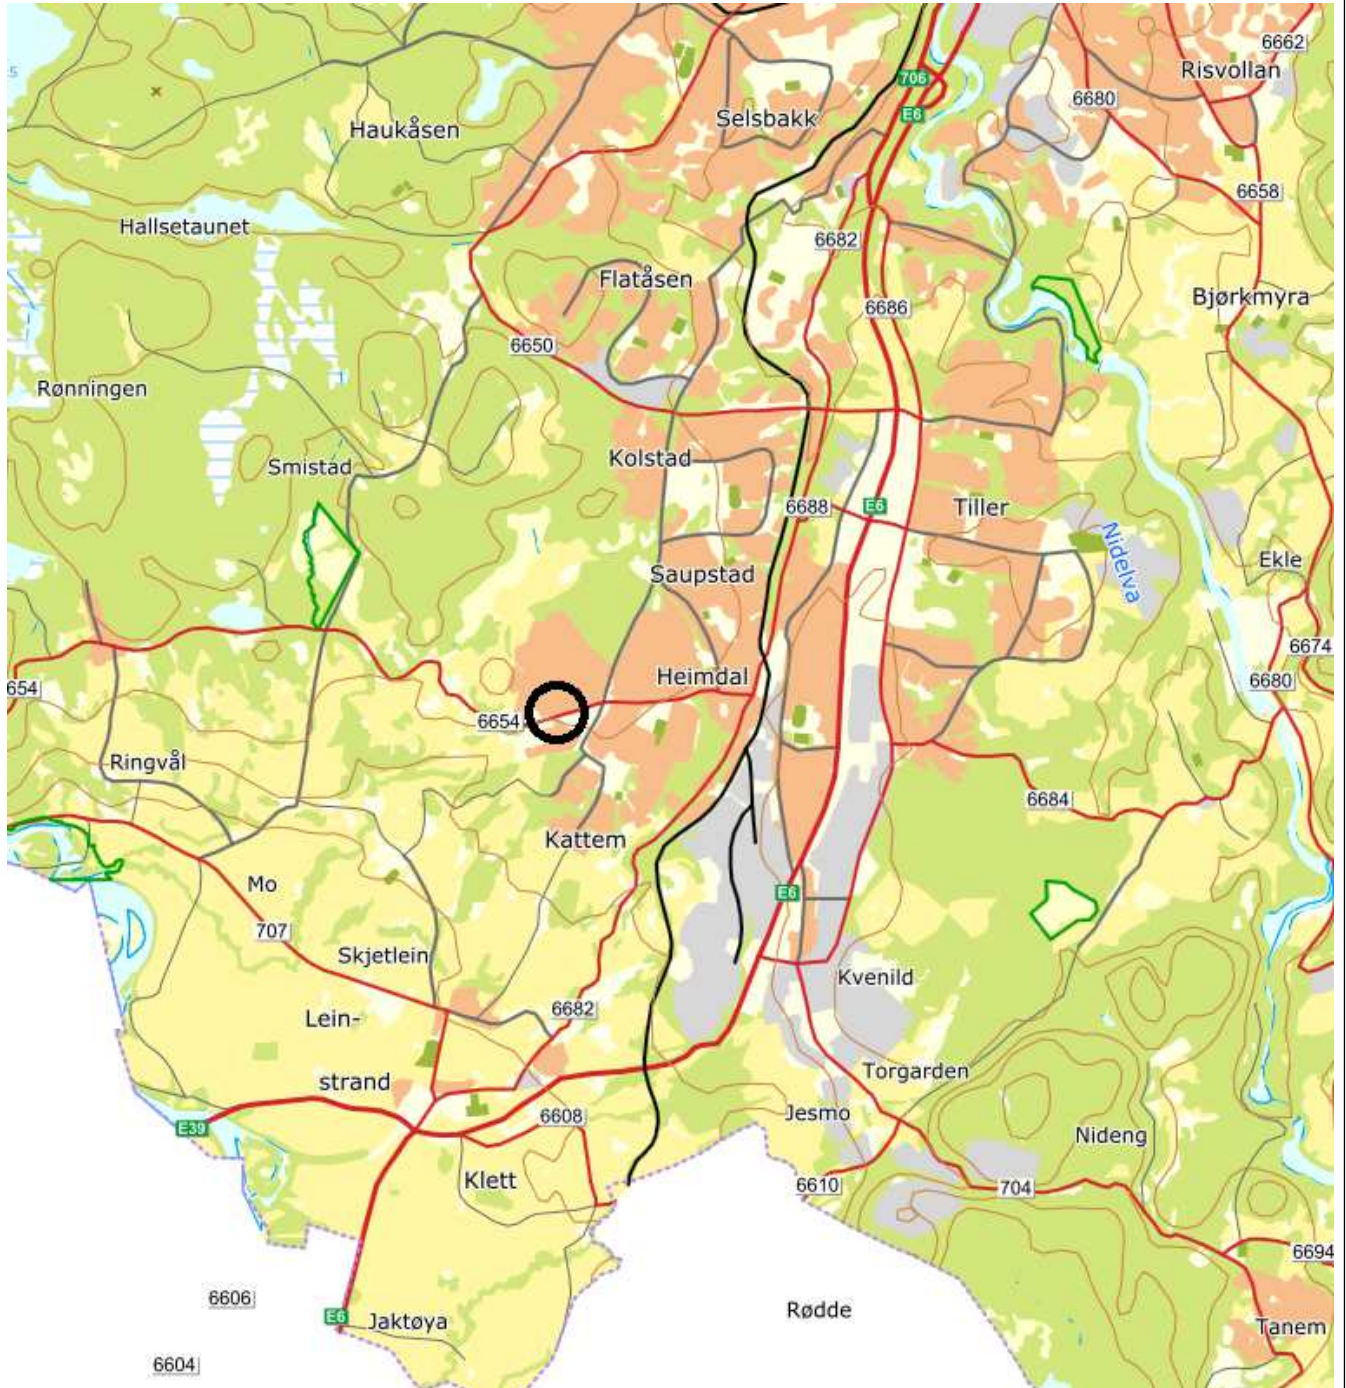 6662
Risvollan
706
6680
E6
Selsbakk
Haukåsen
6658
Hallsetaunet
6682
Flatåsen
Bjørkmyra
6686
6650
Rønningen
Kolstad
Smistad
6688
E6
Tiller
Nidelva
Ekle
Saupstad
6674
Heimdal
6680
654
6654
Ringvål
6684
Kattem
Mo
E6
707
Skjetlein
Kvenild
6682
Lein-
strand
Torgarden
6608
Jesmo
E39
Nideng
Klett
6610
704
6694
6606
Rødde
E6
Jaktøya
Tanem
6604